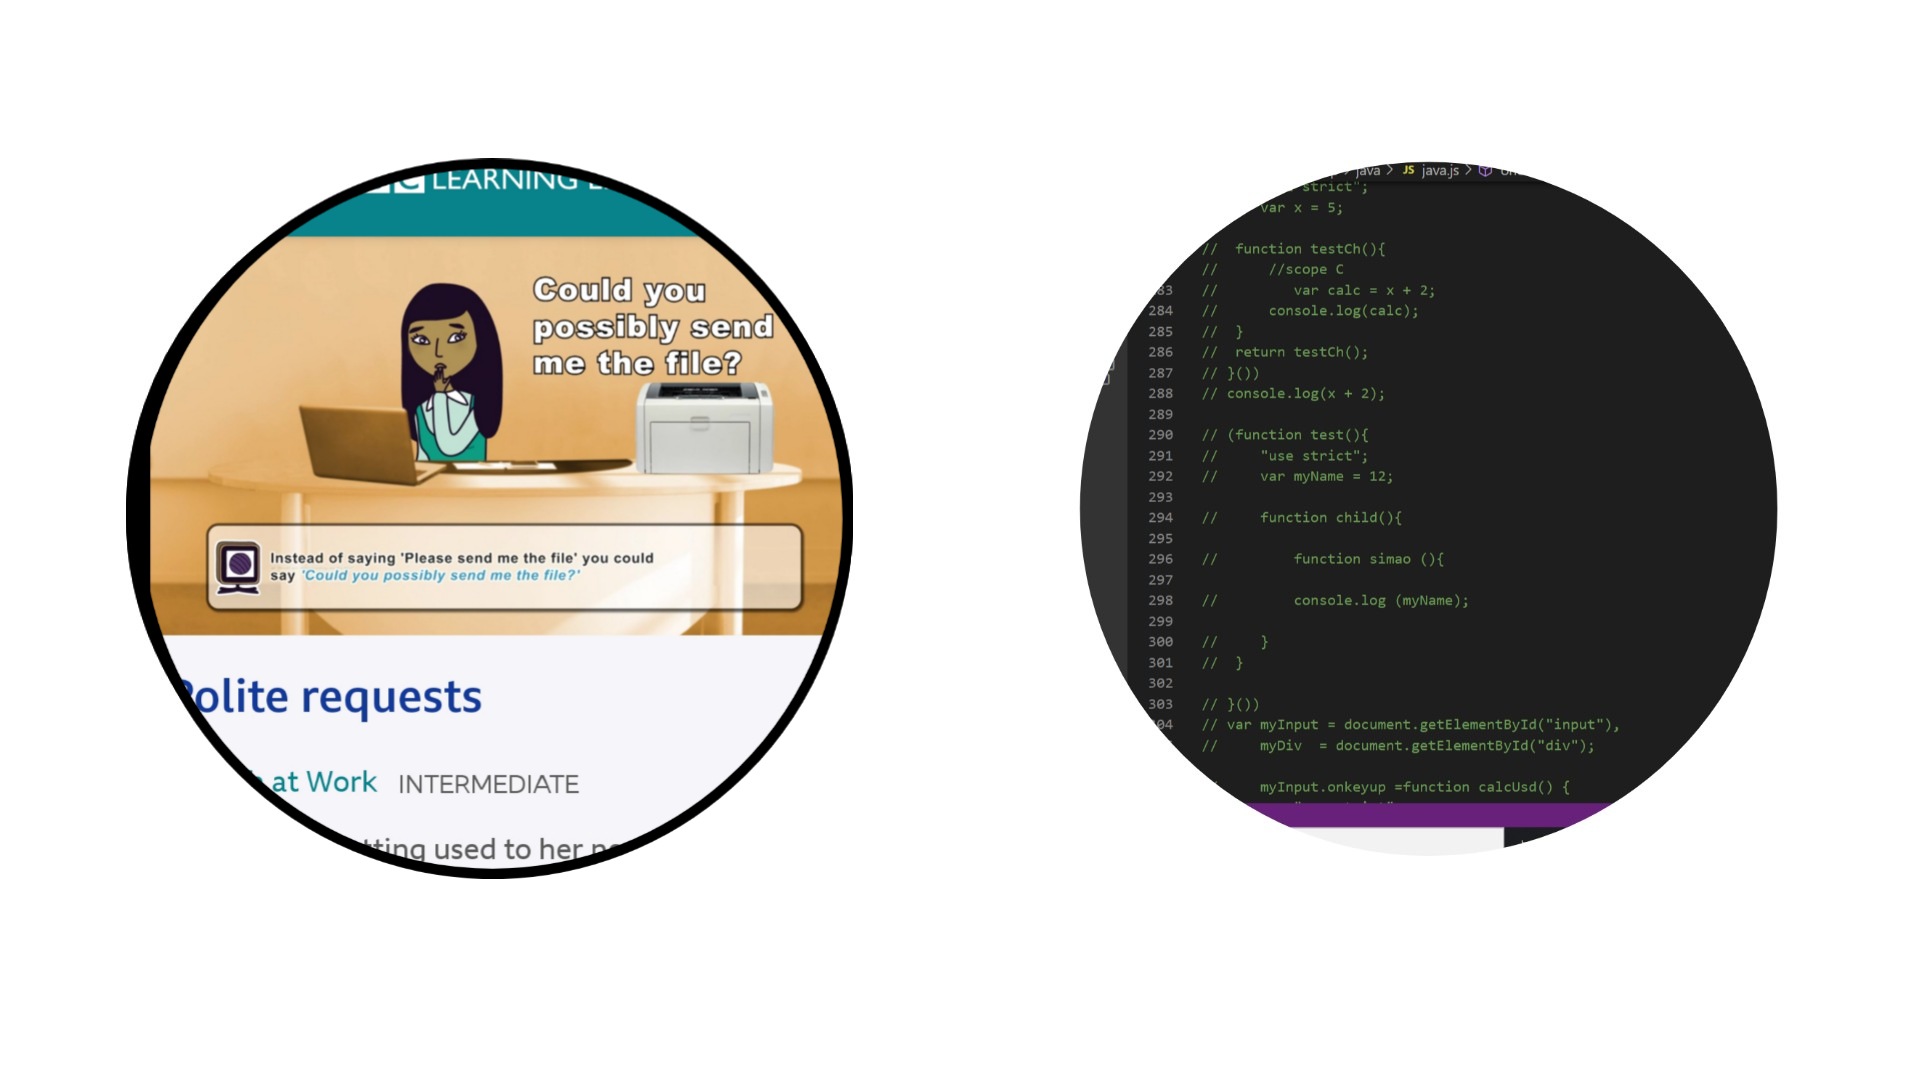 C LEARNING
Could you
possibly send
me the file?
Instead of saying 'Please send me the file' you could
say 'Could you possibly send me the file?'
Polite requests
at Work INTERMEDIATE
used to her
java > JS java.js >
strict";
var x = 5;
// function testCh(){
// //scope C
83 // var calc = x + 2;
284 // console.log(calc);
285 // }
286 // return testCh();
287 // }())
288 // console.log(x + 2);
289
290 // (function test(){
291 // "use strict";
292 // var myName = 12;
293
294 // function child(){
295
296 // function simao (){
297
298 // console.log (myName);
299
300 // }
301 // }
302
303 // }())
04 // var myInput = document.getElementById("input"),
// myDiv = document.getElementById("div");
myInput.onkeyup =function calcUsd() {